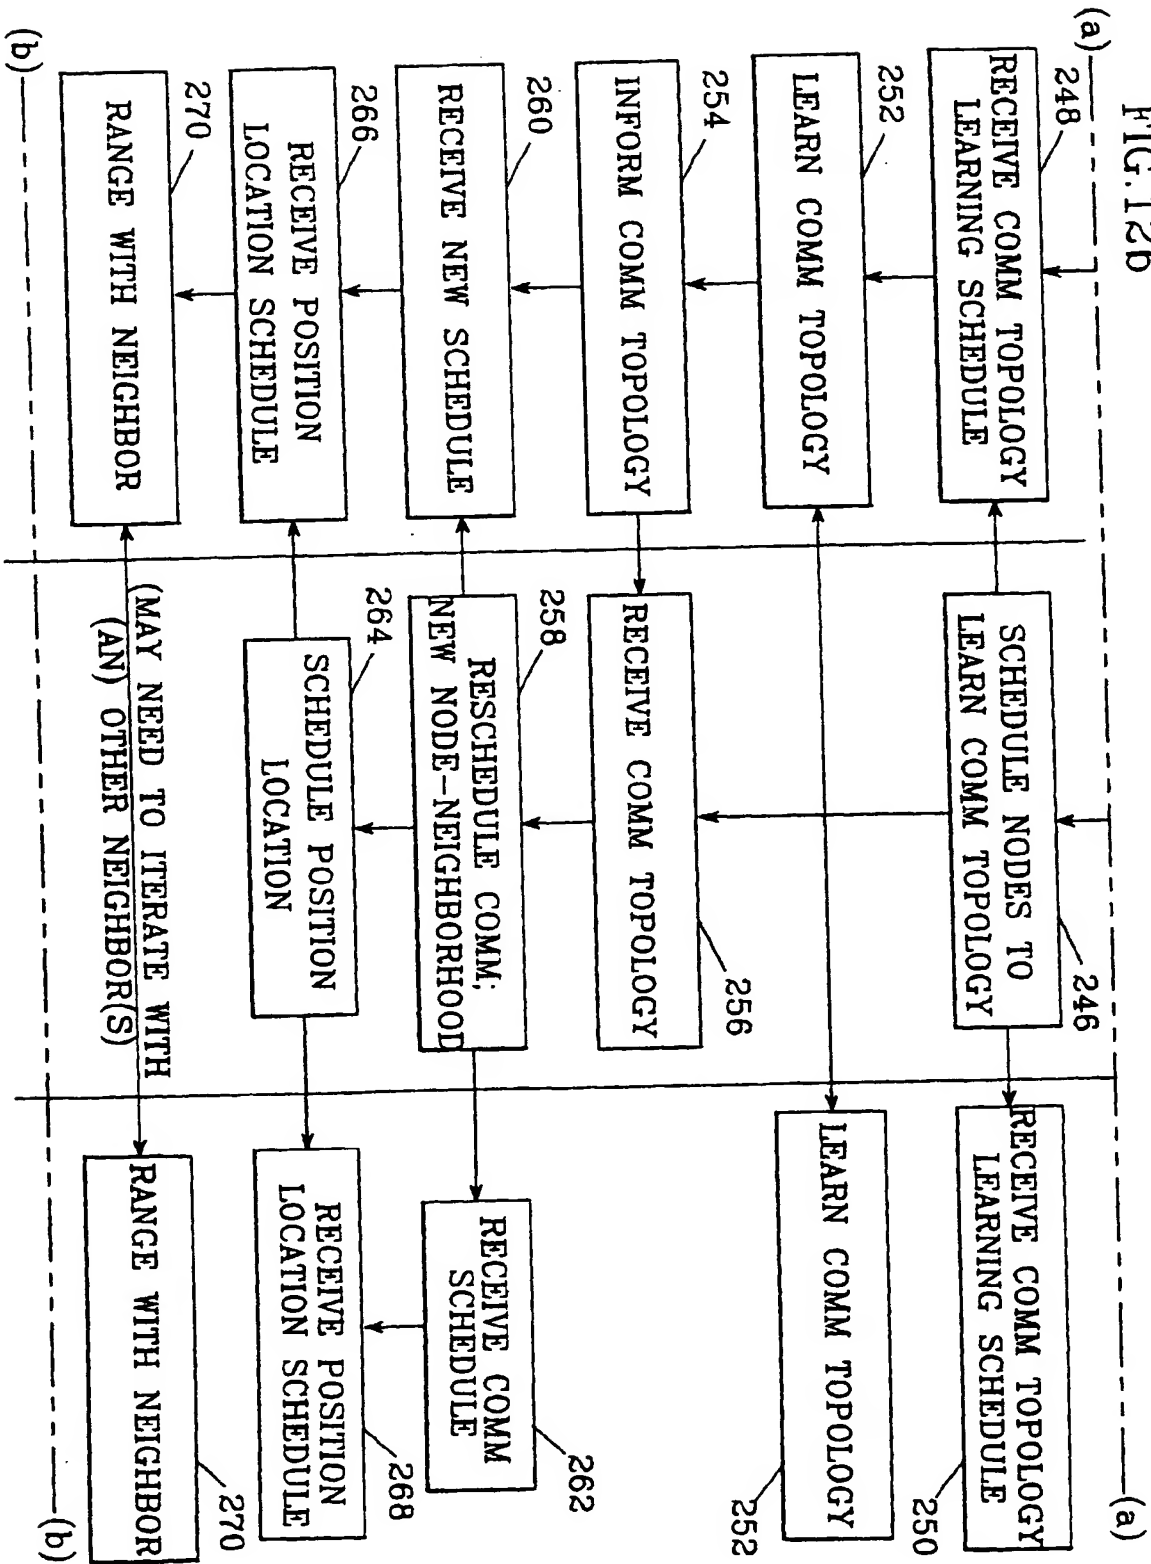 FIG.12b
(a)
(a)
248
RECEIVE COMM TOPOLOGY
LEARNING SCHEDULE
SCHEDULE NODES TO
LEARN COMM TOPOLOGY
246
RECEIVE COMM TOPOLOGY
LEARNING SCHEDULE
250
252
LEARN COMM TOPOLOGY
LEARN COMM TOPOLOGY
252
254
INFORM COMM TOPOLOGY
RECEIVE COMM TOPOLOGY
256
260
RECEIVE NEW SCHEDULE
258
RESCHEDULE COMM;
NEW NODE-NEIGHBORHOOD
RECEIVE COMM
SCHEDULE
262
266
RECEIVE POSITION
LOCATION SCHEDULE
264
SCHEDULE POSITION
LOCATION
RECEIVE POSITION
LOCATION SCHEDULE
268
270
RANGE WITH NEIGHBOR
(MAY NEED TO ITERATE WITH
(AN) OTHER NEIGHBOR(S)
RANGE WITH NEIGHBOR
270
(b)
(b)